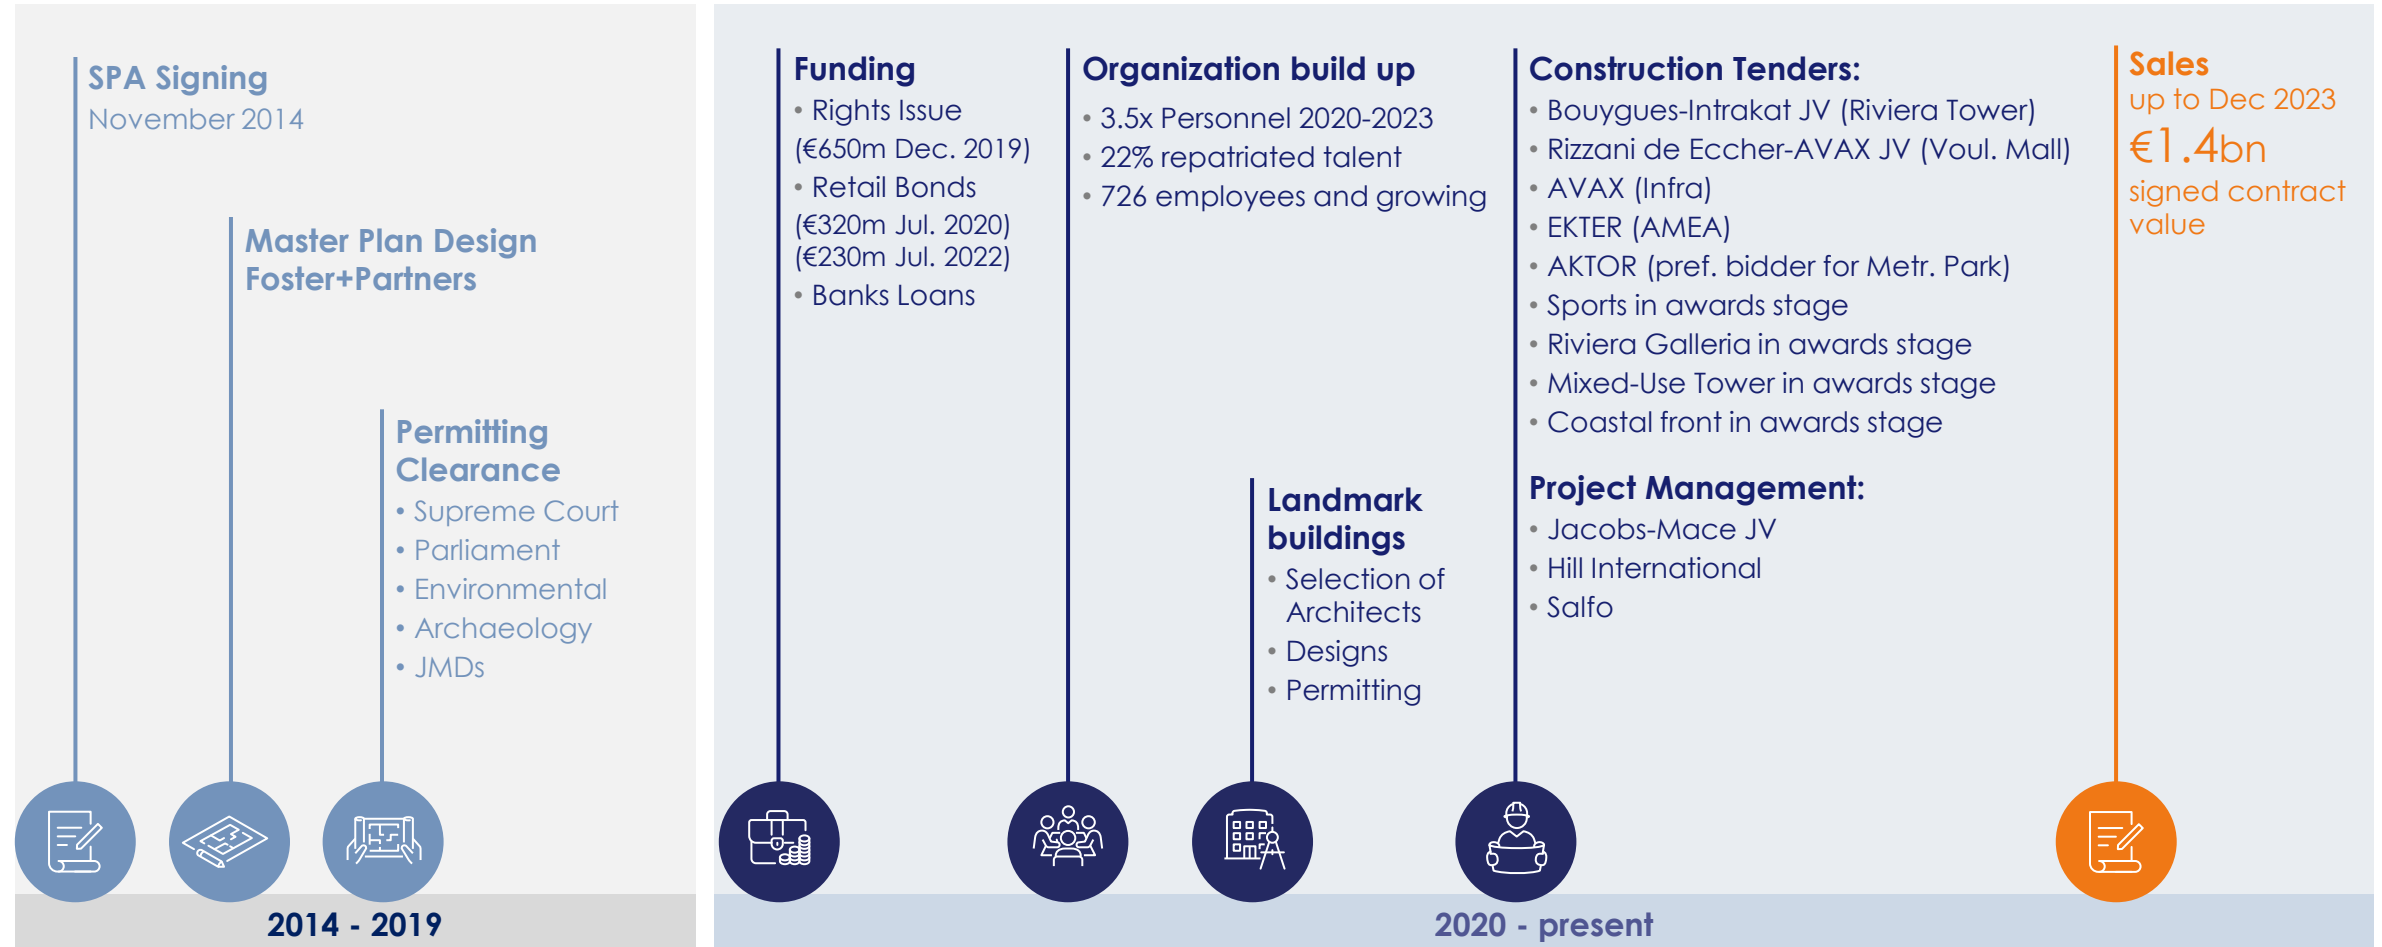 SPA Signing
November 2014
Master Plan Design
Foster+Partners
Permitting
Clearance
• Supreme Court
• Parliament
• Environmental
• Archaeology
• JMDs
2014 - 2019
Funding
• Rights Issue
(€650m Dec. 2019)
• Retail Bonds
(€320m Jul. 2020)
(€230m Jul. 2022)
• Banks Loans
Organization build up
• 3.5x Personnel 2020-2023
• 22% repatriated talent
• 726 employees and growing
Landmark
buildings
• Selection of
Architects
• Designs
• Permitting
Construction Tenders:
• Bouygues-Intrakat JV (Riviera Tower)
• Rizzani de Eccher-AVAX JV (Voul. Mall)
• AVAX (Infra)
• EKTER (AMEA)
• AKTOR (pref. bidder for Metr. Park)
• Sports in awards stage
• Riviera Galleria in awards stage
• Mixed-Use Tower in awards stage
• Coastal front in awards stage
Project Management:
• Jacobs-Mace JV
• Hill International
• Salfo
Sales
up to Dec 2023
€1.4bn
signed contract
value
2020 - present